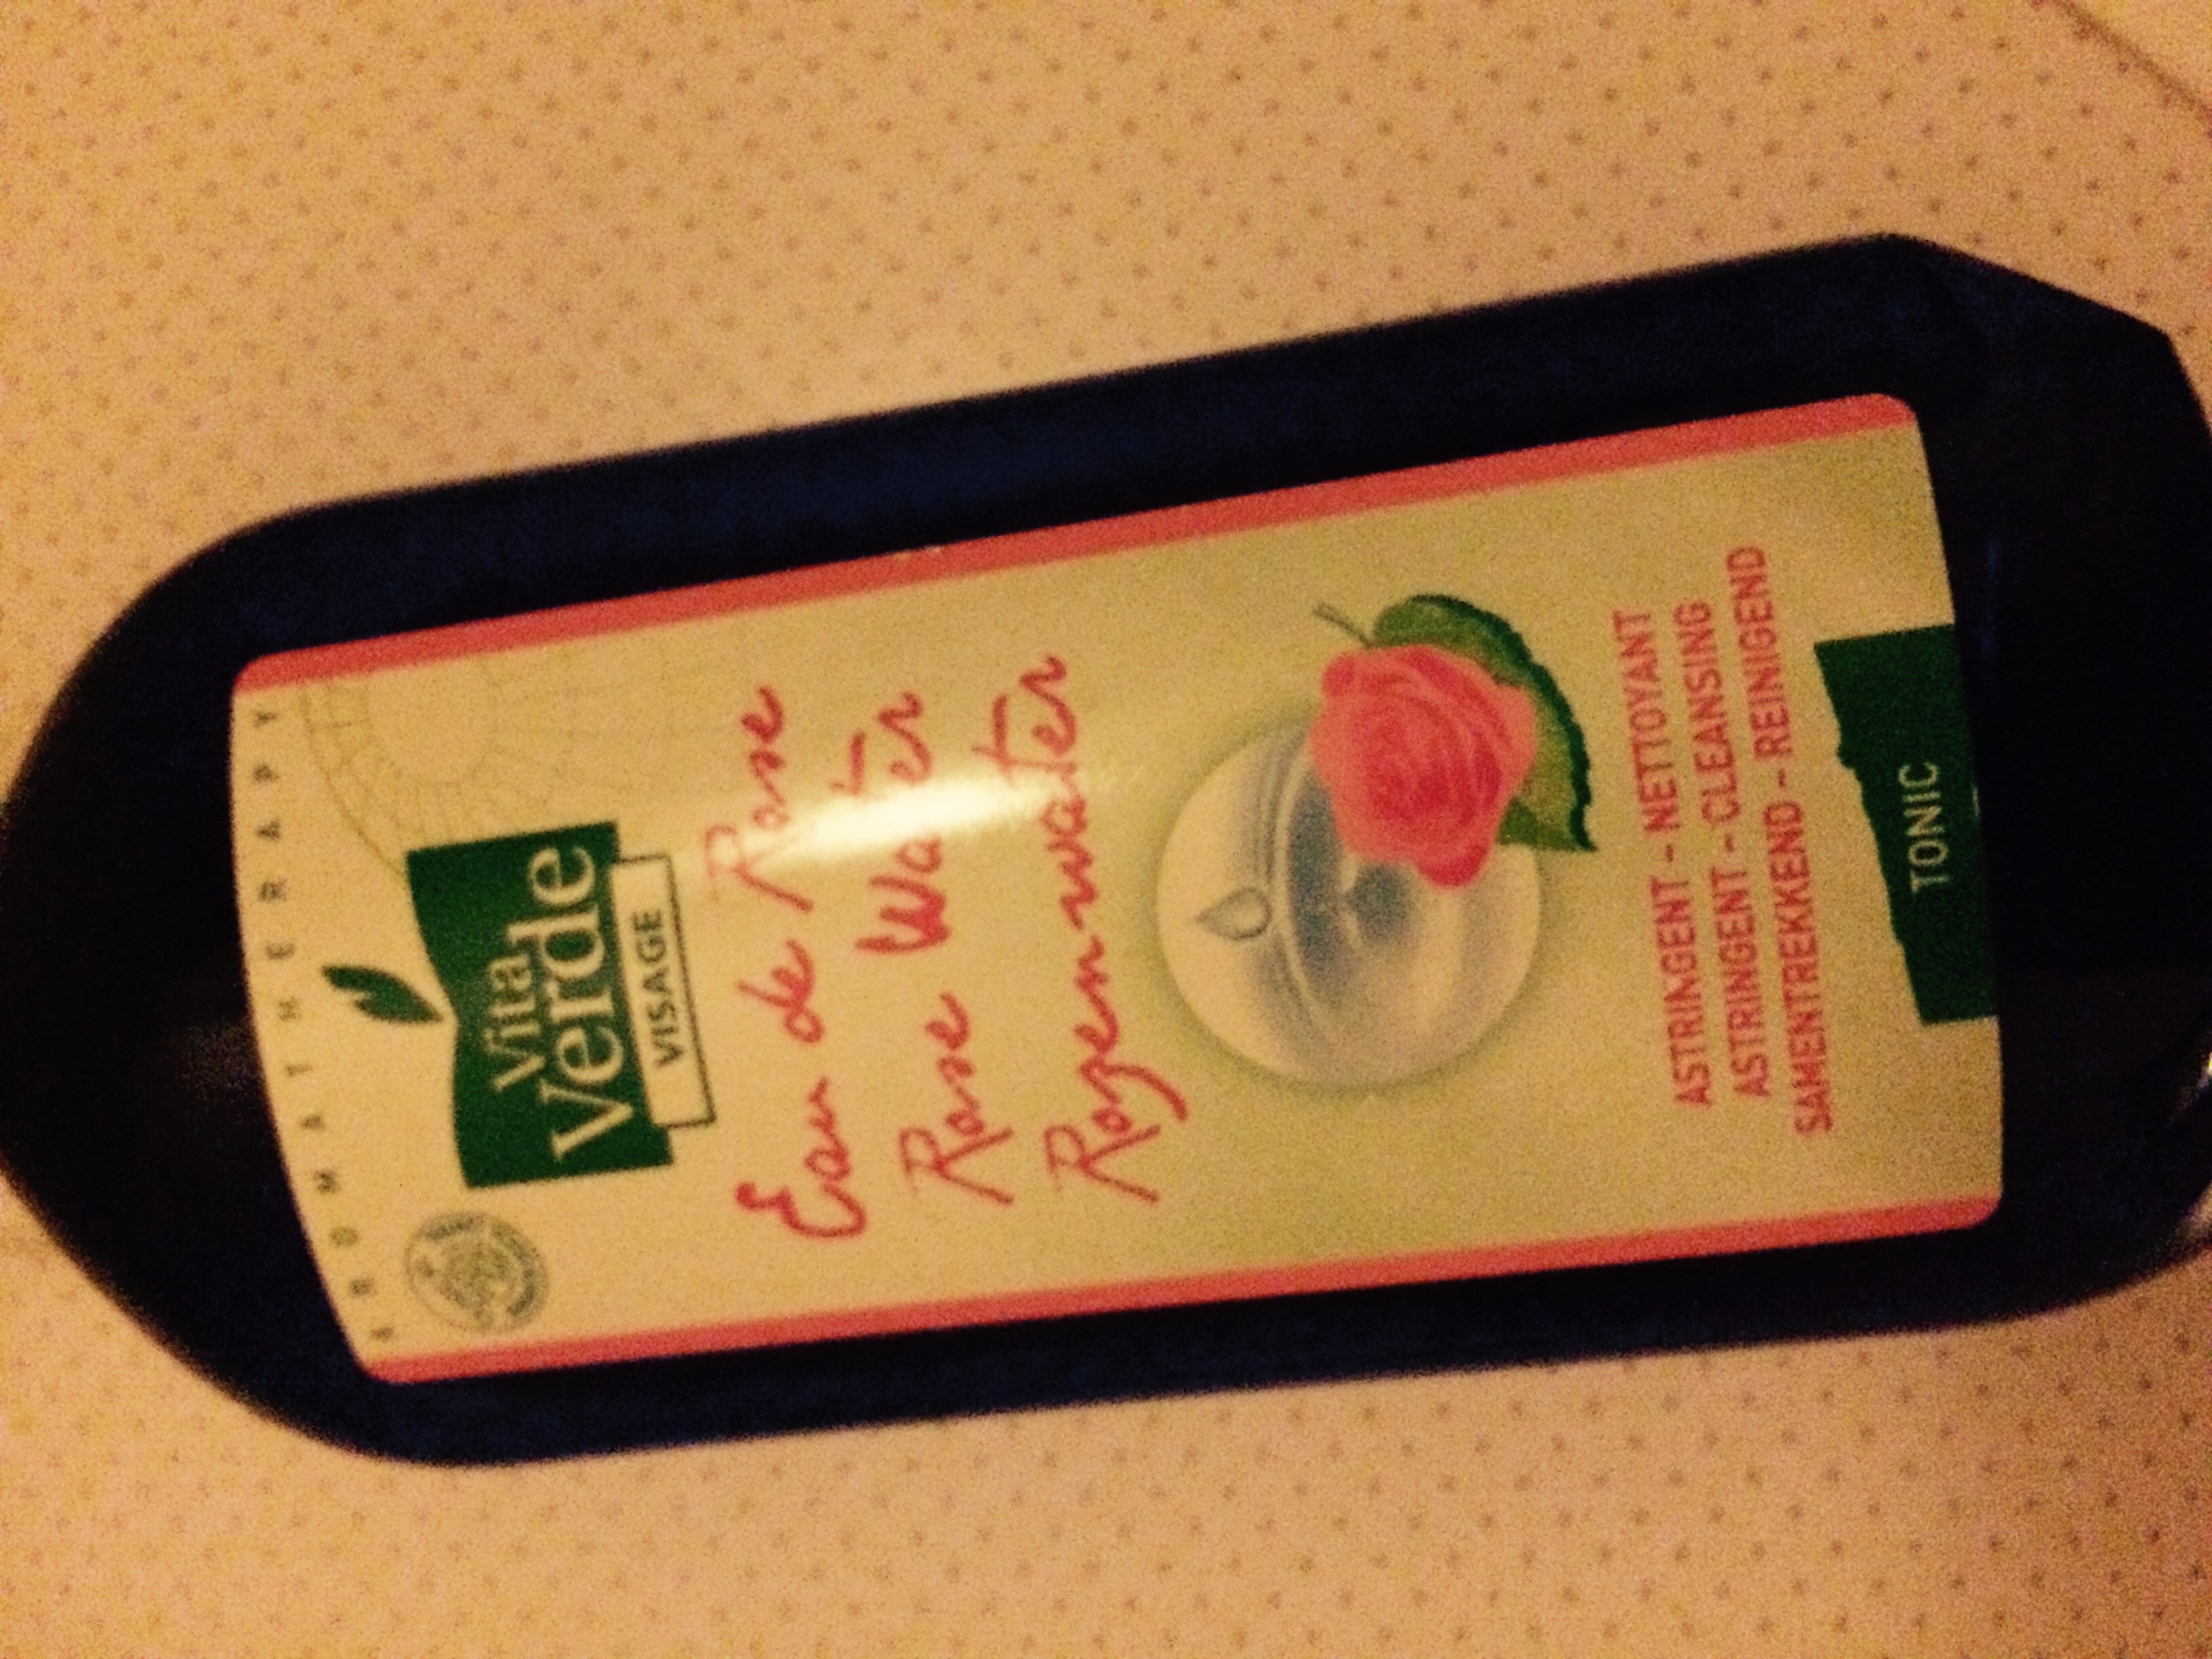 AROMATHERAPY
Vita
Verde
VISAGE
Eau de Rose
Rose Water
Rozenwater
ASTRINGENT - NETTOYANT
ASTRINGENT - CLEANSING
SAMENTREKKEND - REINIGEND
TONIC